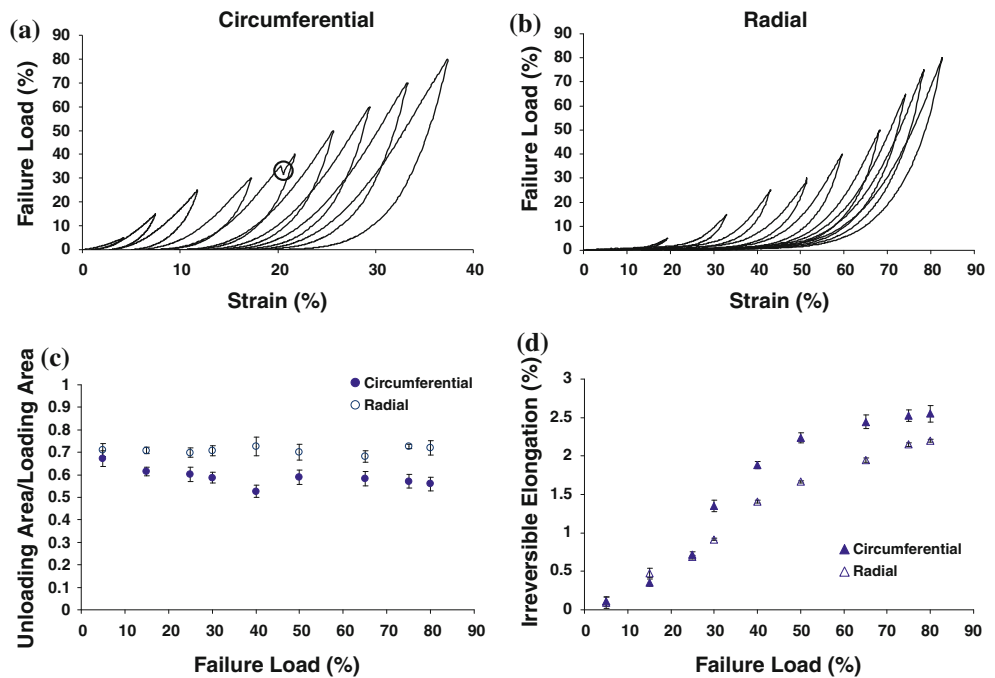 (a)
Circumferential
Failure Load (%)
90
80
70
60
50
40
30
20
10
0
0 10 20 30 40
Strain (%)
(b)
Radial
Failure Load (%)
90
80
70
60
50
40
30
20
10
0
0 10 20 30 40 50 60 70 80 90
Strain (%)
(c)
Unloading Area/Loading Area
1
0.9
0.8
0.7
0.6
0.5
0.4
0.3
0.2
0.1
0
Circumferential
Radial
0 10 20 30 40 50 60 70 80 90
Failure Load (%)
(d)
Irreversible Elongation (%)
3
2.5
2
1.5
1
0.5
0
Circumferential
Radial
0 10 20 30 40 50 60 70 80 90
Failure Load (%)